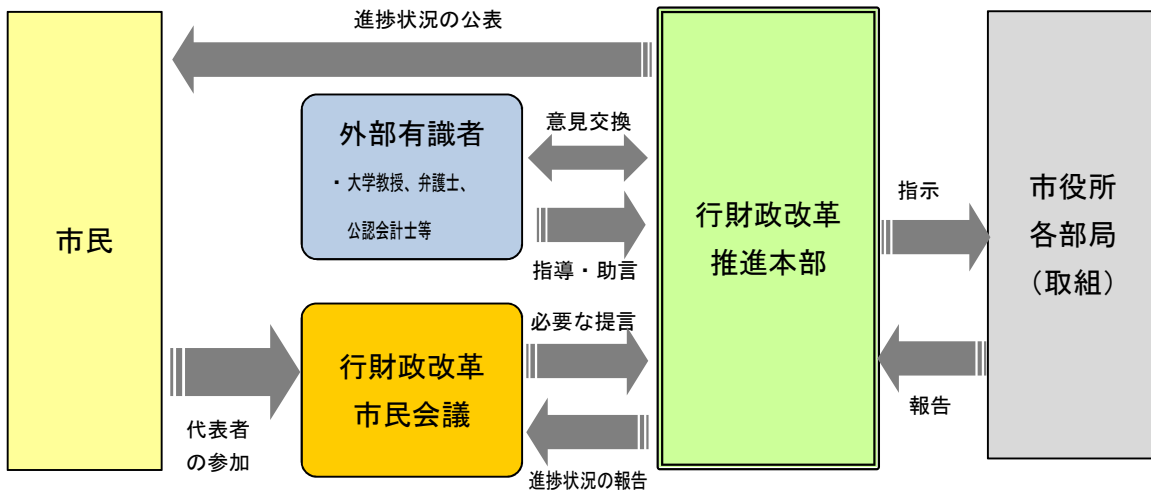 進捗状況の公表
市民
外部有識者
・大学教授、弁護士、
公認会計士等
意見交換
指導・助言
行財政改革
推進本部
指示
市役所
各部局
（取組）
必要な提言
行財政改革
市民会議
代表者
の参加
進捗状況の報告
報告